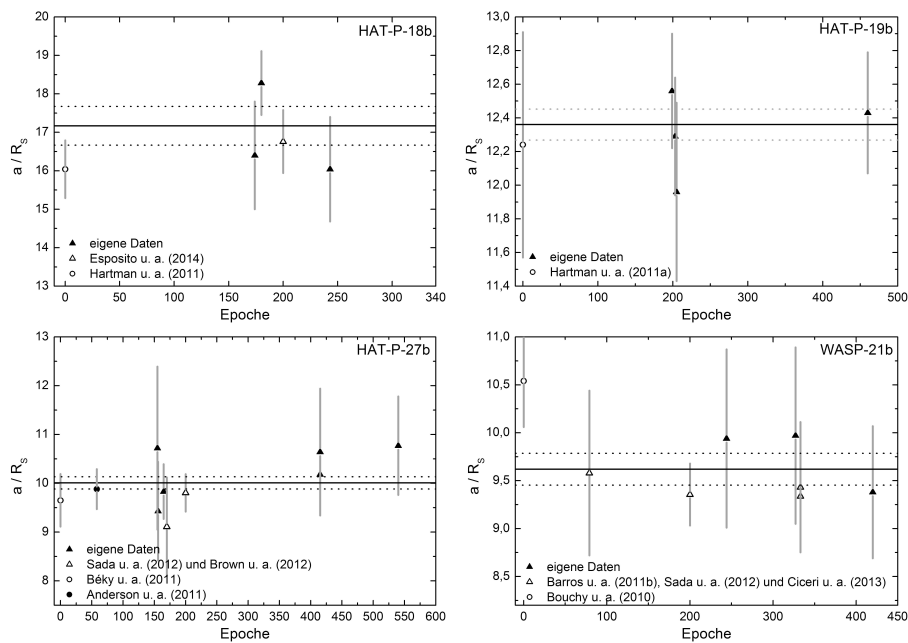 HAT-P-18b
20
19
18
17
16
15
14
13
a / R_S
0 50 100 150 200 250 300 340
Epoche
eigene Daten
Esposito u. a. (2014)
Hartman u. a. (2011)
HAT-P-19b
13,0
12,8
12,6
12,4
12,2
12,0
11,8
11,6
11,4
a / R_S
0 100 200 300 400 500
Epoche
eigene Daten
Hartman u. a. (2011a)
HAT-P-27b
13
12
11
10
9
8
a / R_S
0 50 100 150 200 250 300 350 400 450 500 550 600
Epoche
eigene Daten
Sada u. a. (2012) und Brown u. a. (2012)
Béky u. a. (2011)
Anderson u. a. (2011)
WASP-21b
11,0
10,5
10,0
9,5
9,0
8,5
a / R_S
0 50 100 150 200 250 300 350 400 450
Epoche
eigene Daten
Barros u. a. (2011b), Sada u. a. (2012) und Ciceri u. a. (2013)
Bouchy u. a. (2010)